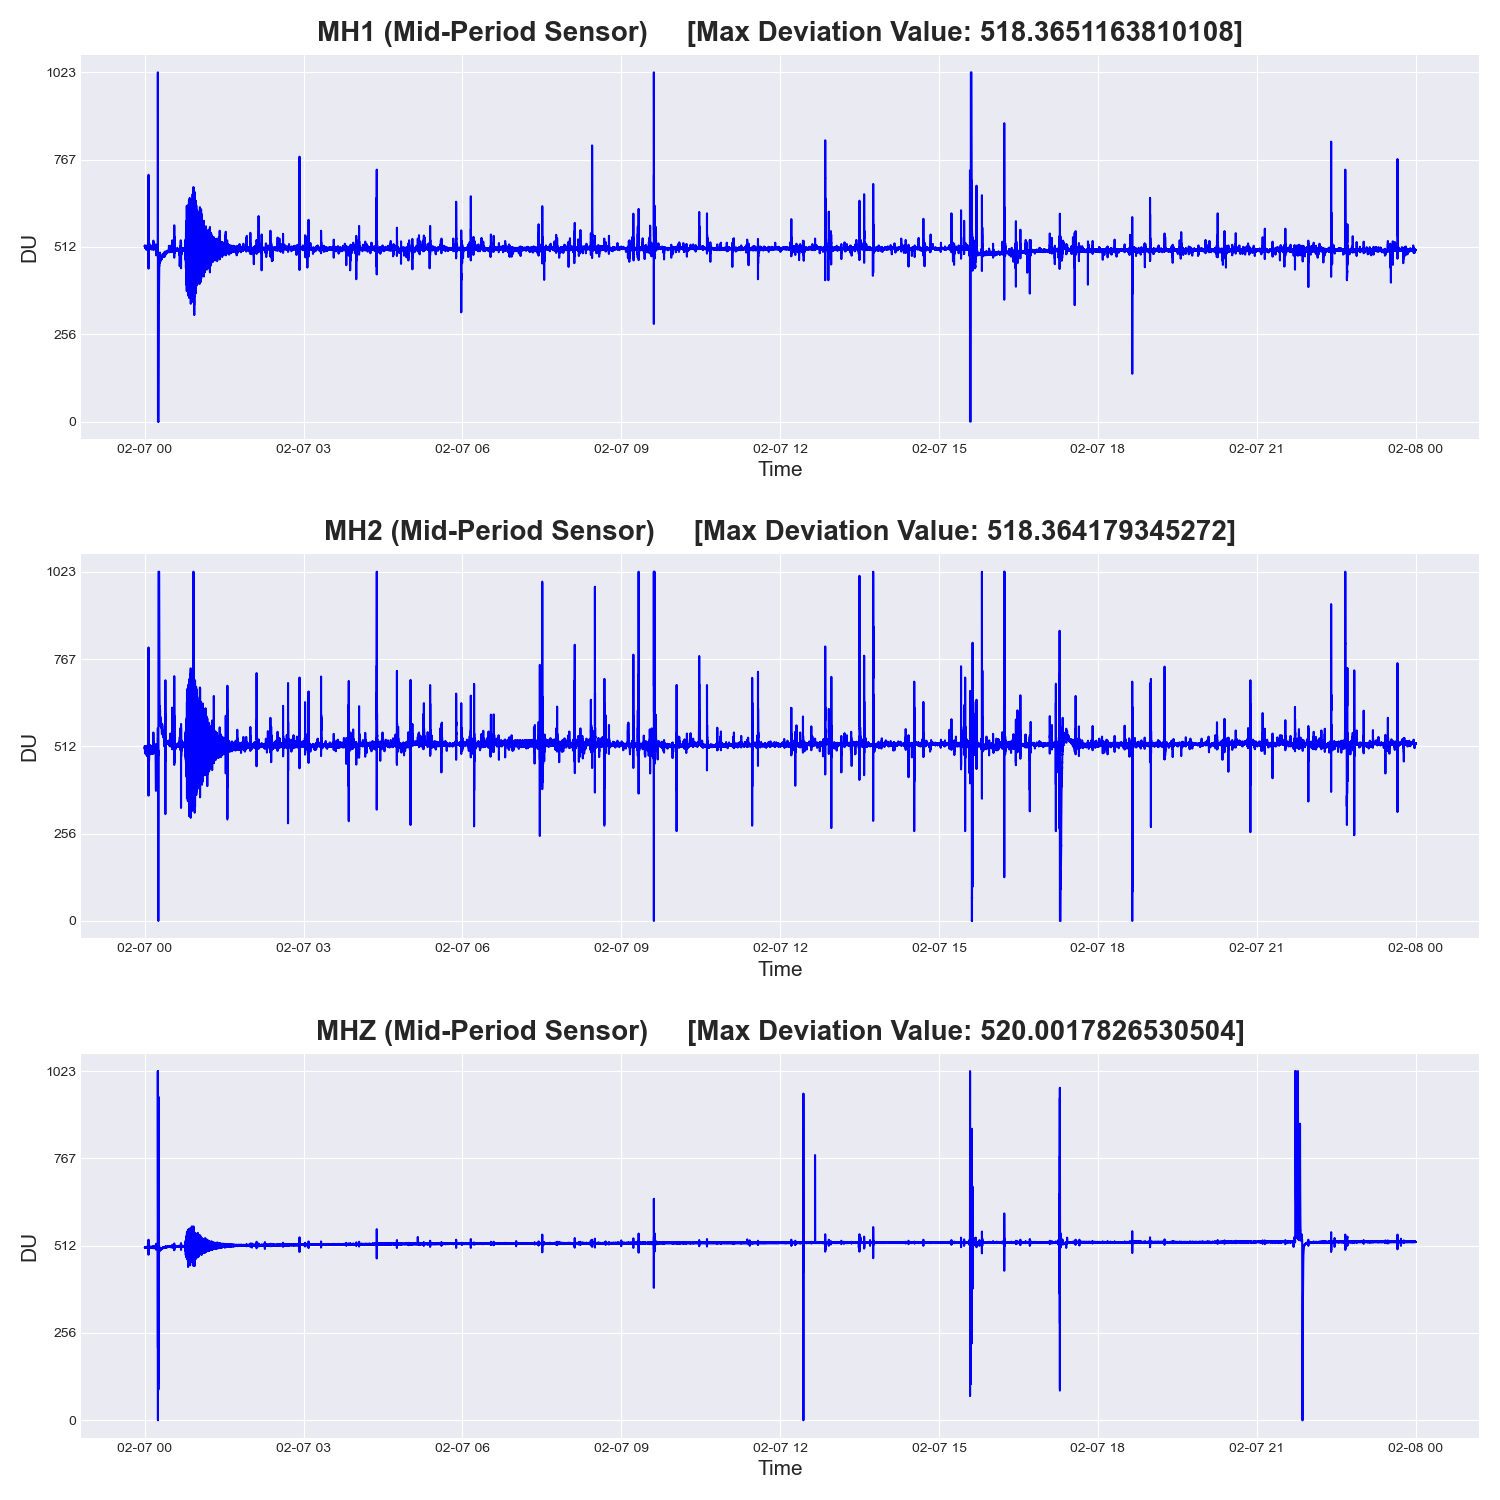 MH1 (Mid-Period Sensor) [Max Deviation Value: 518.3651163810108]
1023
767
512
256
0
DU
02-07 00 02-07 03 02-07 06 02-07 09 02-07 12 02-07 15 02-07 18 02-07 21 02-08 00
Time
MH2 (Mid-Period Sensor) [Max Deviation Value: 518.364179345272]
1023
767
512
256
0
DU
02-07 00 02-07 03 02-07 06 02-07 09 02-07 12 02-07 15 02-07 18 02-07 21 02-08 00
Time
MHZ (Mid-Period Sensor) [Max Deviation Value: 520.0017826530504]
1023
767
512
256
0
DU
02-07 00 02-07 03 02-07 06 02-07 09 02-07 12 02-07 15 02-07 18 02-07 21 02-08 00
Time